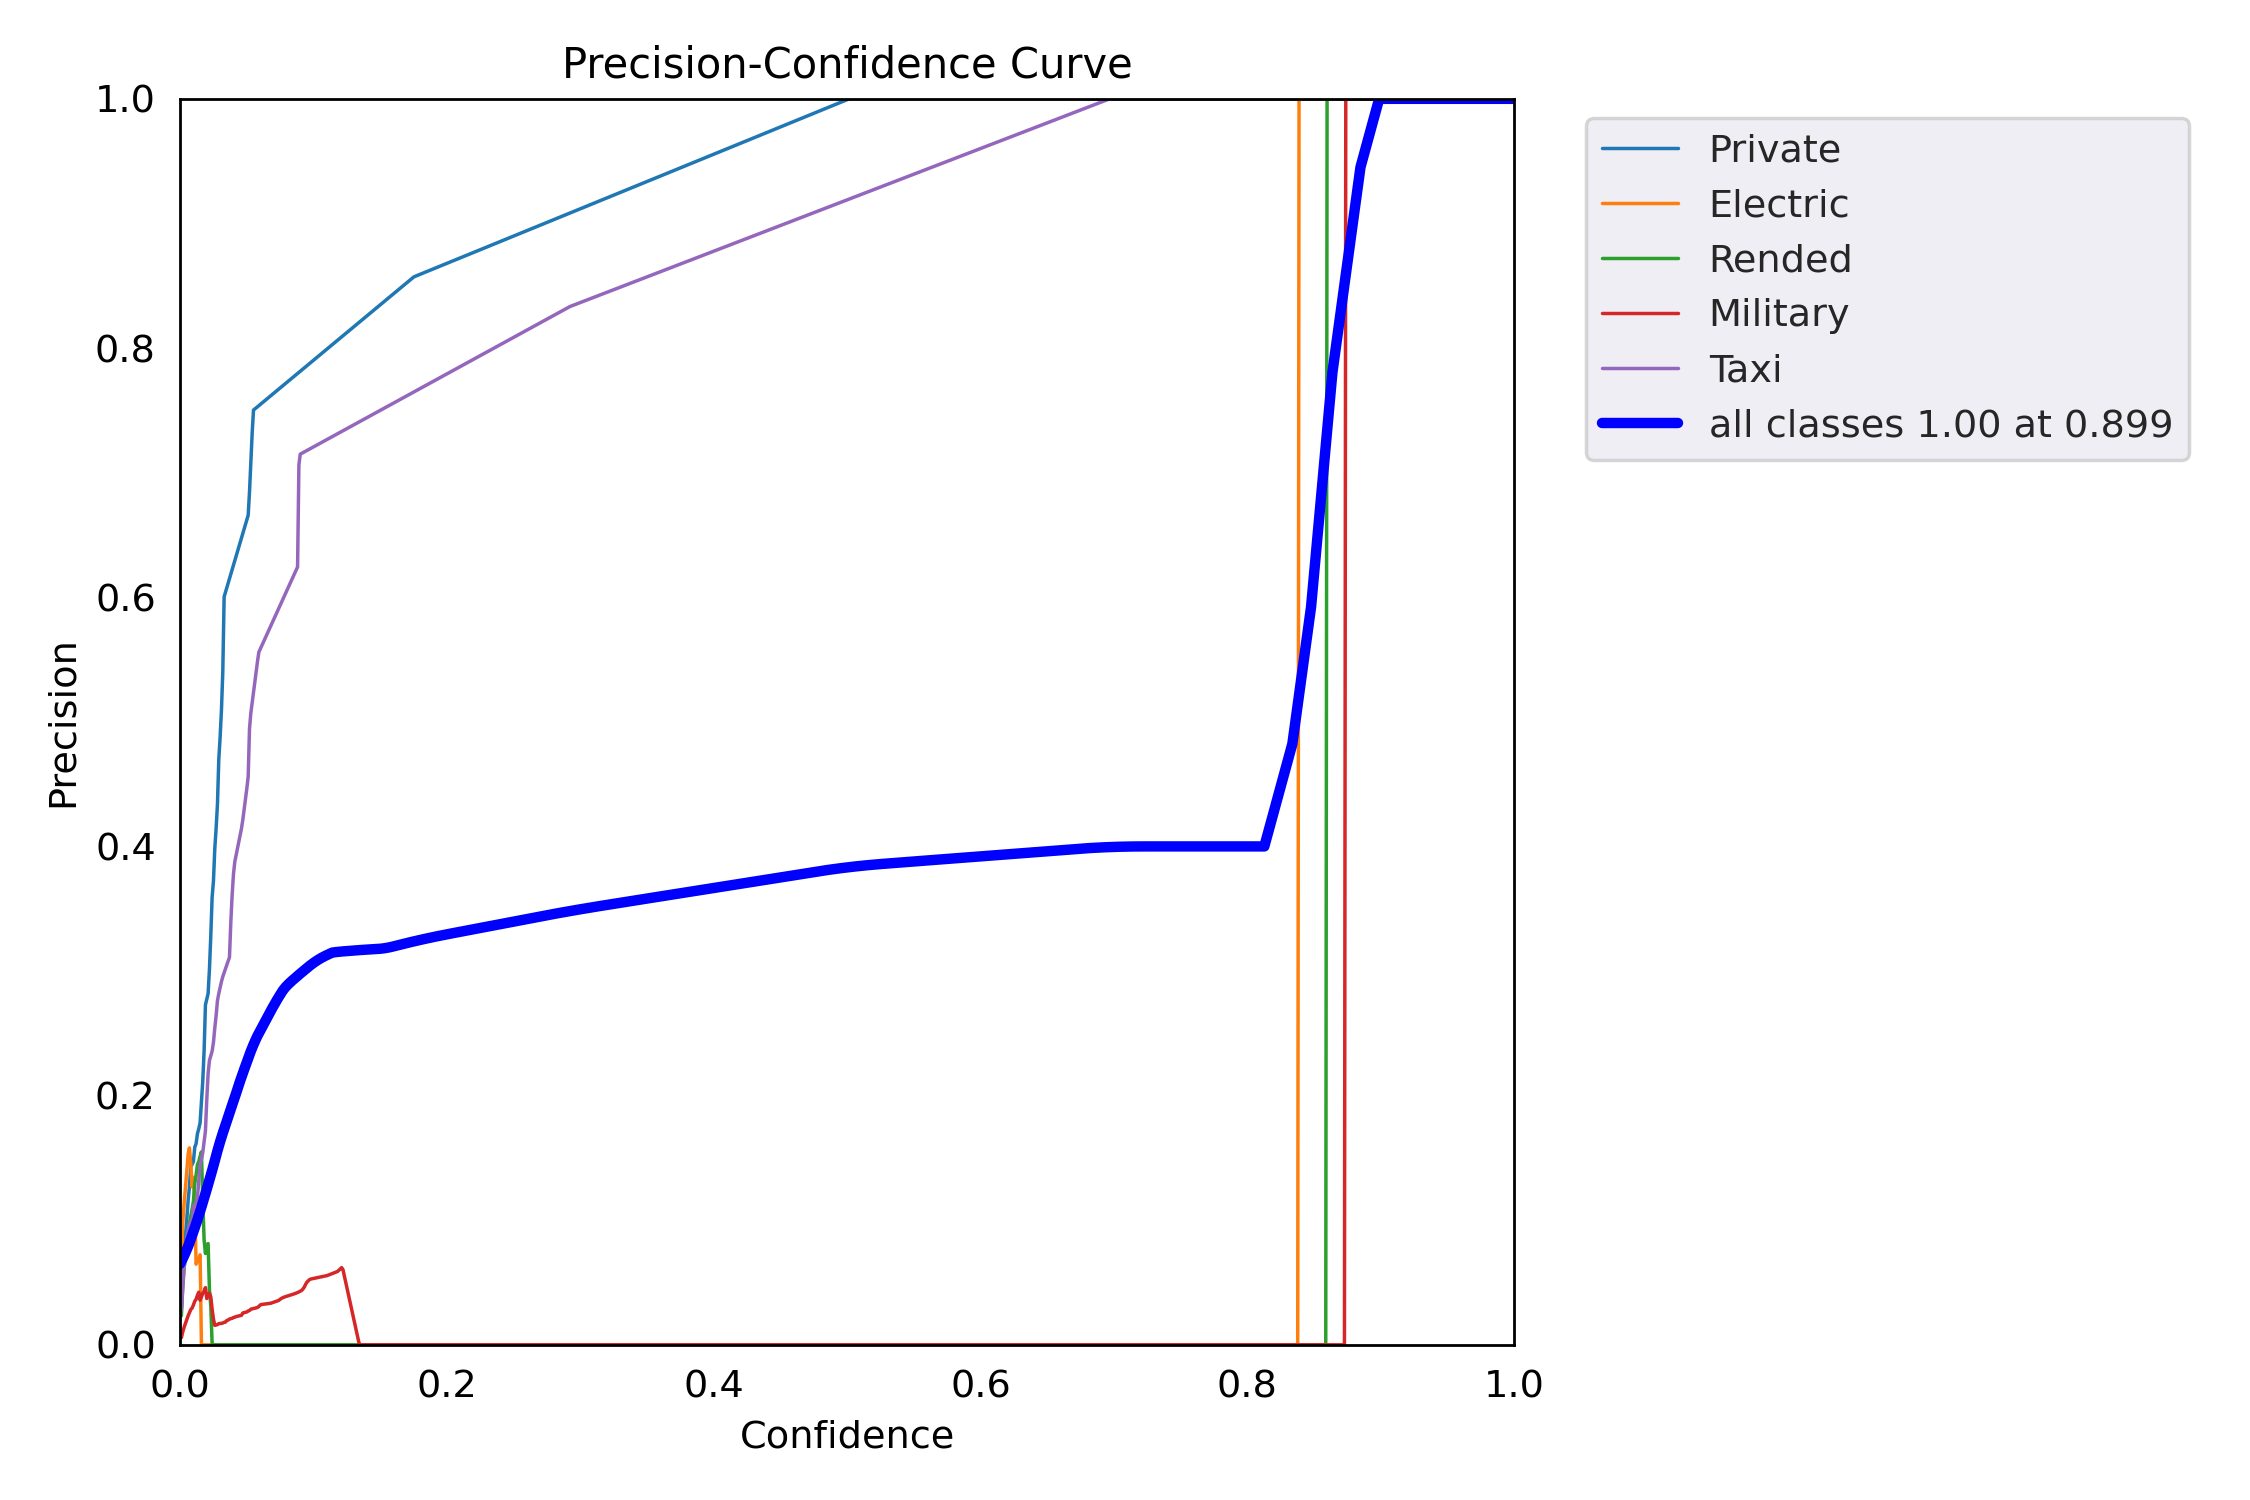 Precision-Confidence Curve
1.0
0.8
0.6
0.4
0.2
0.0
Precision
0.0 0.2 0.4 0.6 0.8 1.0
Confidence
Private
Electric
Rended
Military
Taxi
all classes 1.00 at 0.899